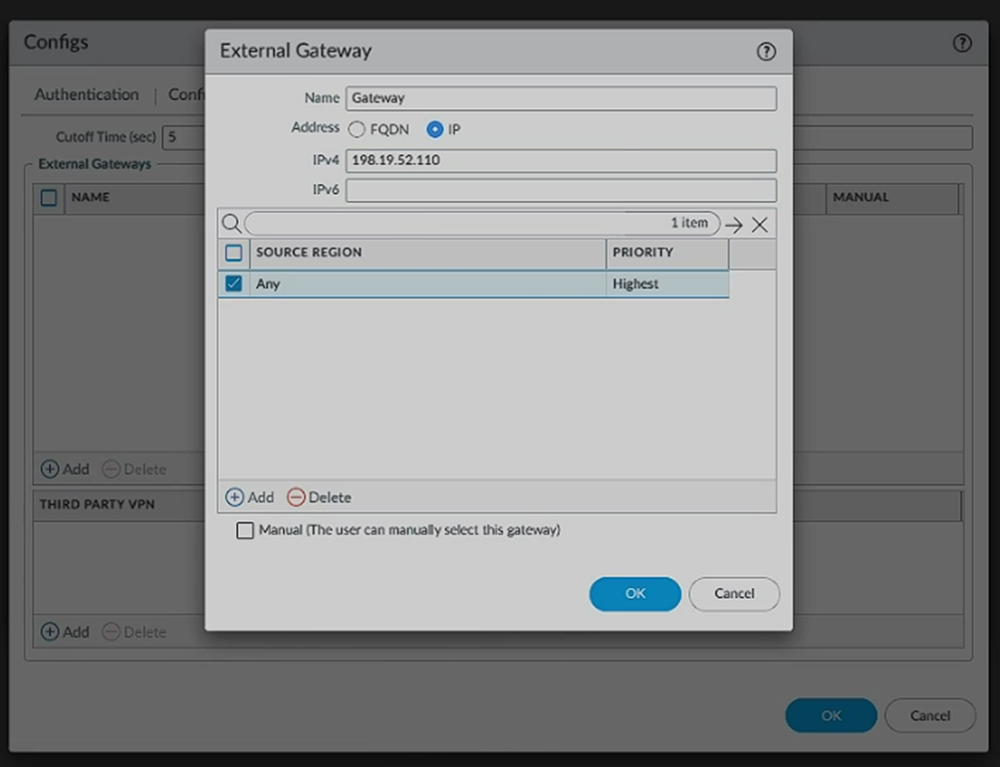 Configs
External Gateway
Authentication
Name Gateway
Address FQDN IP
Cutoff Time (sec) 5
IPv4 198.19.52.110
External Gateways
IPv6
NAME
MANUAL
1 item
SOURCE REGION PRIORITY
Any Highest
Add Delete
Add Delete
THIRD PARTY VPN
Manual (The user can manually select this gateway)
OK Cancel
Add Delete
OK Cancel